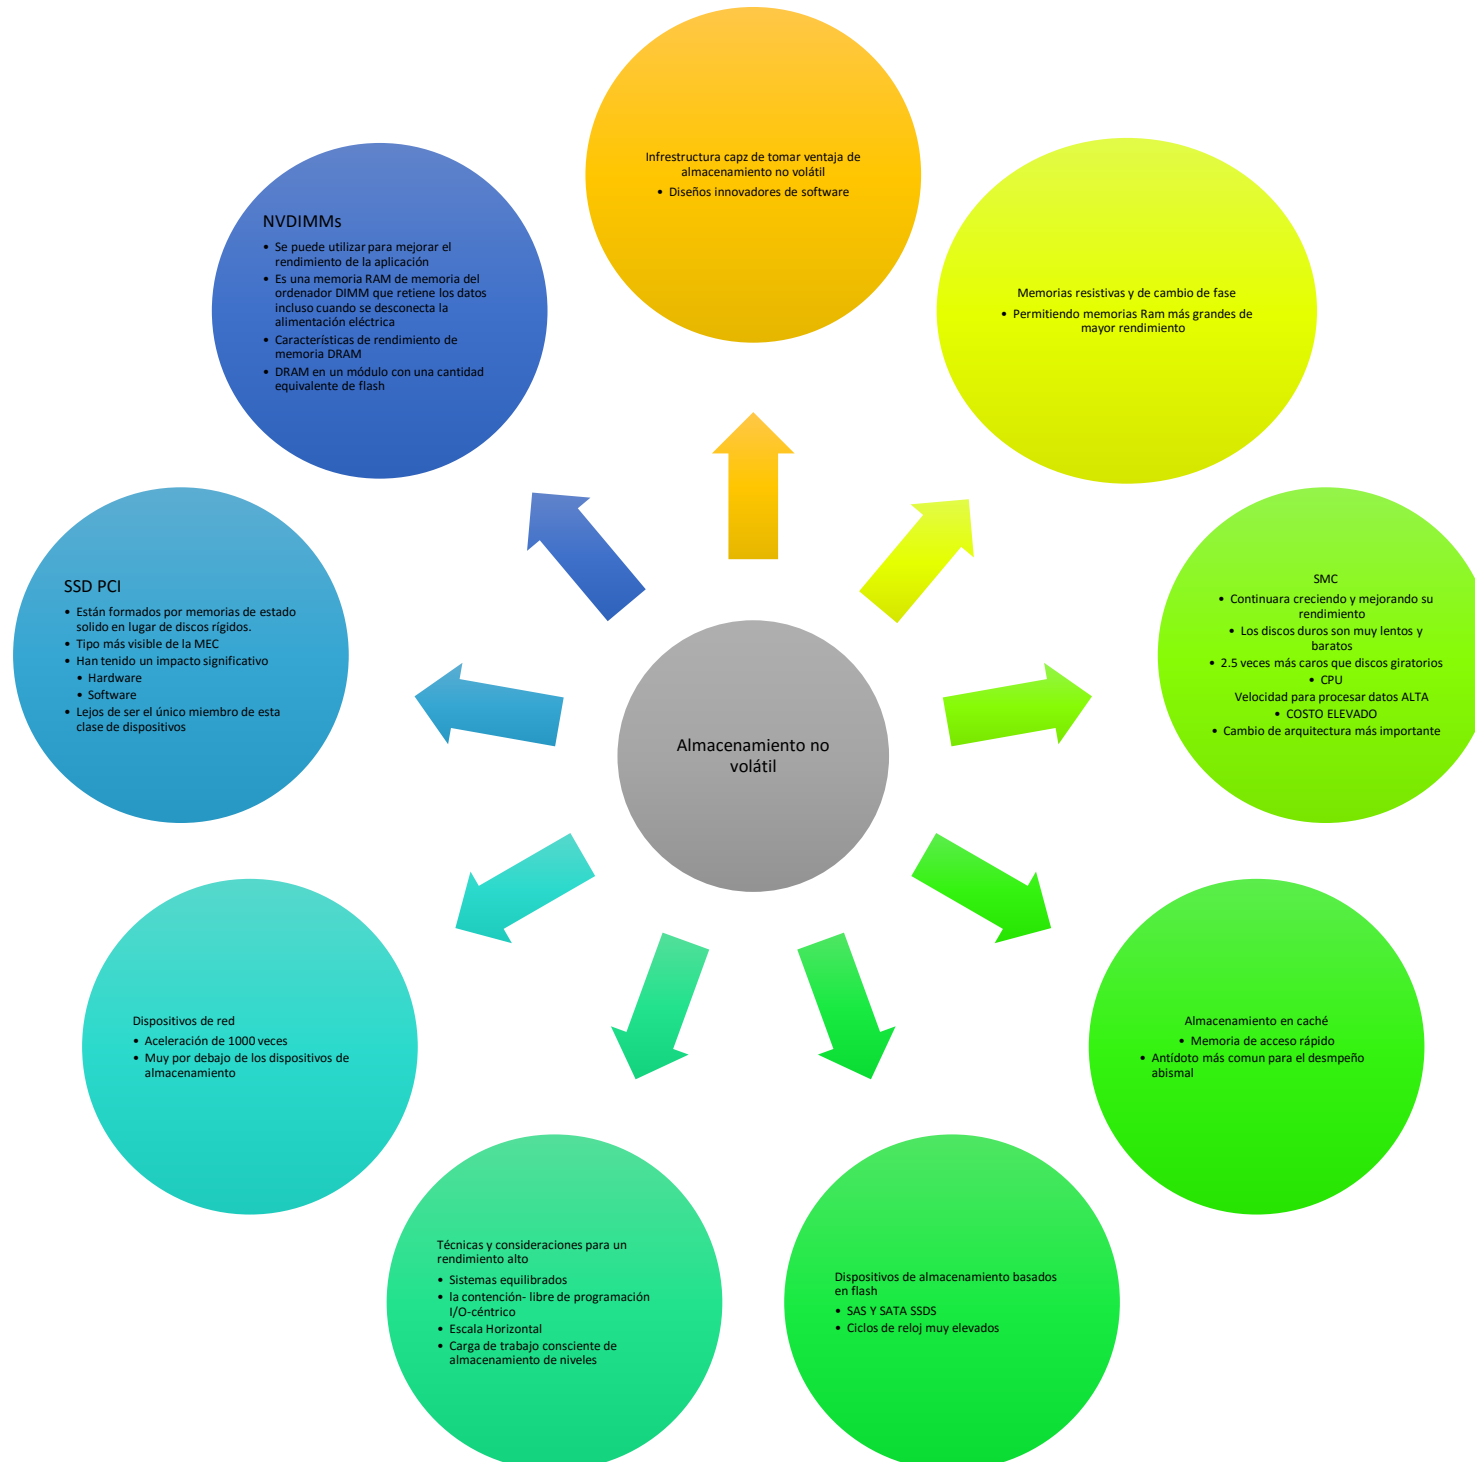 Infrestructura capz de tomar ventaja de
almacenamiento no volátil
• Diseños innovadores de software
Memorias resistivas y de cambio de fase
• Permitiendo memorias Ram más grandes de
mayor rendimiento
SMC
• Continuara creciendo y mejorando su
rendimiento
• Los discos duros son muy lentos y
baratos
• 2.5 veces más caros que discos giratorios
• CPU
Velocidad para procesar datos ALTA
• COSTO ELEVADO
• Cambio de arquitectura más importante
Almacenamiento en caché
• Memoria de acceso rápido
• Antídoto más comun para el desmpeño
abismal
Dispositivos de almacenamiento basados
en flash
• SAS Y SATA SSDS
• Ciclos de reloj muy elevados
Técnicas y consideraciones para un
rendimiento alto
• Sistemas equilibrados
• la contención- libre de programación
I/O-céntrico
• Escala Horizontal
• Carga de trabajo consciente de
almacenamiento de niveles
Dispositivos de red
• Aceleración de 1000 veces
• Muy por debajo de los dispositivos de
almacenamiento
SSD PCI
• Están formados por memorias de estado
solido en lugar de discos rígidos.
• Tipo más visible de la MEC
• Han tenido un impacto significativo
• Hardware
• Software
• Lejos de ser el único miembro de esta
clase de dispositivos
NVDIMMs
• Se puede utilizar para mejorar el
rendimiento de la aplicación
• Es una memoria RAM de memoria del
ordenador DIMM que retiene los datos
incluso cuando se desconecta la
alimentación eléctrica
• Características de rendimiento de
memoria DRAM
• DRAM en un módulo con una cantidad
equivalente de flash
Almacenamiento no
volátil